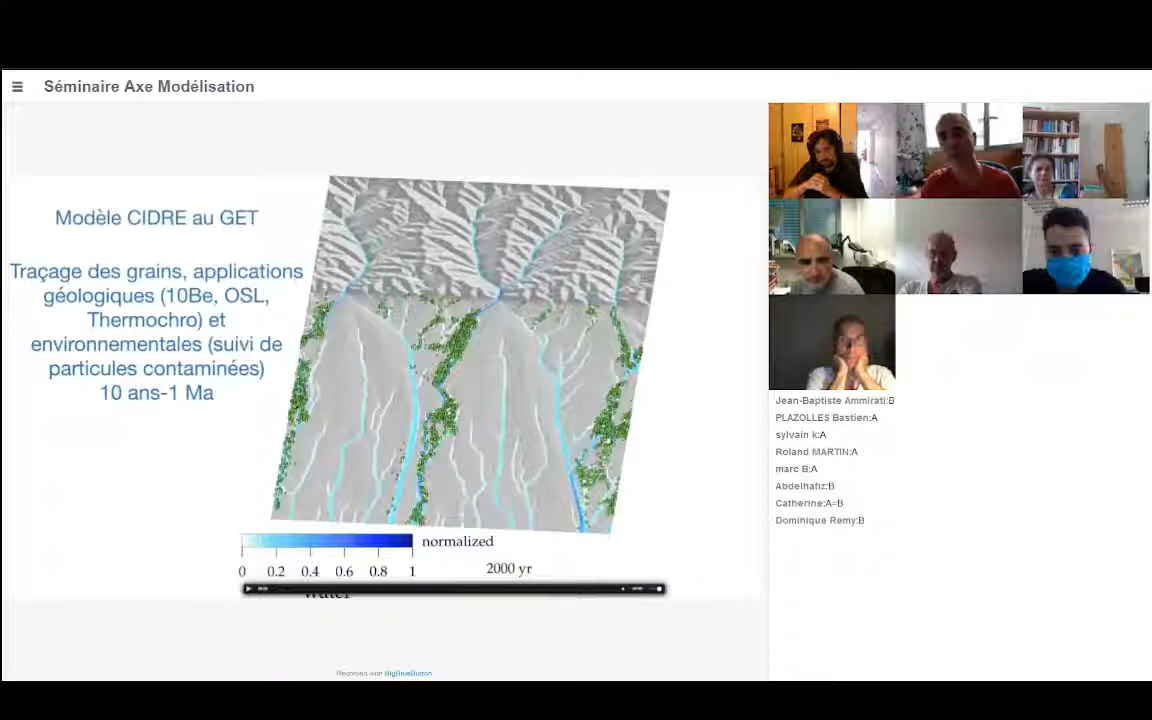 Séminaire Axe Modélisation
Modèle CIDRE au GET
Traçage des grains, applications
géologiques (10Be, OSL,
Thermochro) et
environnementales (suivi de
particules contaminées)
10 ans-1 Ma
normalized
0 0.2 0.4 0.6 0.8 1
2000 yr
water
Recorded with BigBlueButton
Jean-Baptiste Ammirati:B
PLAZOLLES Bastien:A
sylvain k:A
Roland MARTIN:A
marc B:A
Abdelhafiz:B
Catherine:A=B
Dominique Remy:B